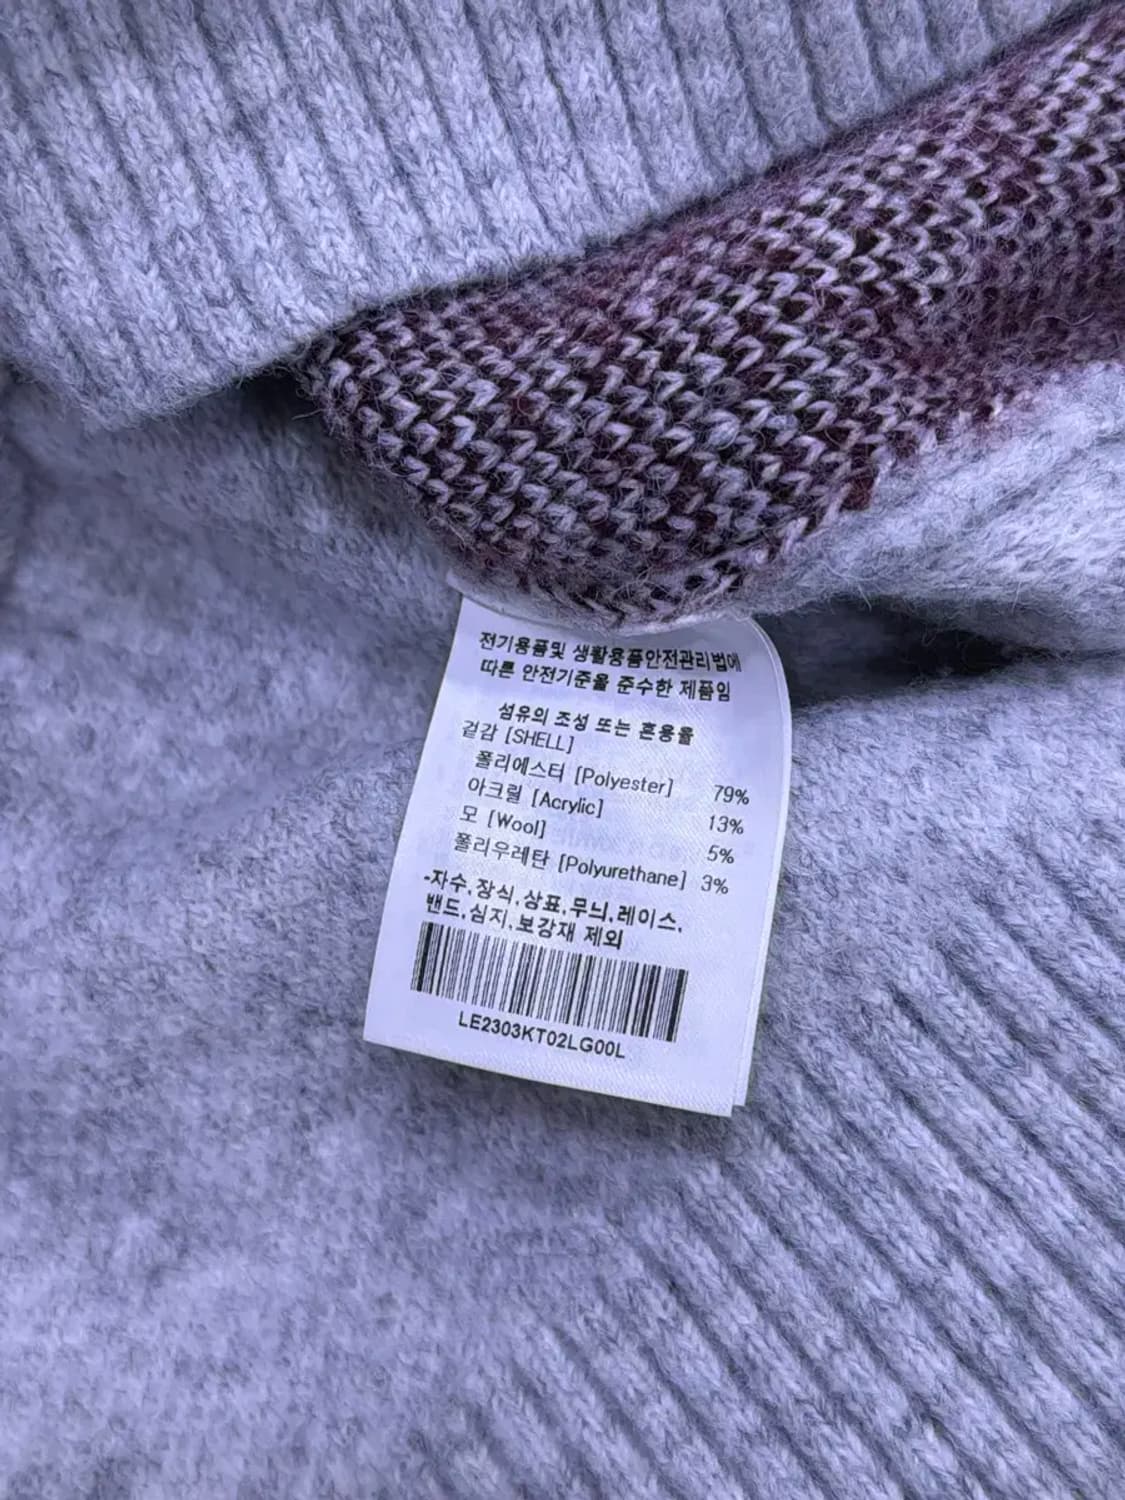 전기용품및 생활용품안전관리법에
따른 안전기준을 준수한 제품임
섬유의 조성 또는 혼용율
겉감 [SHELL]
폴리에스터 [Polyester] 79%
아크릴 [Acrylic] 13%
모 [Wool] 5%
폴리우레탄 [Polyurethane] 3%
-자수,장식,상표,무늬,레이스,
밴드,심지,보강재 제외
LE2303KT02LG00L